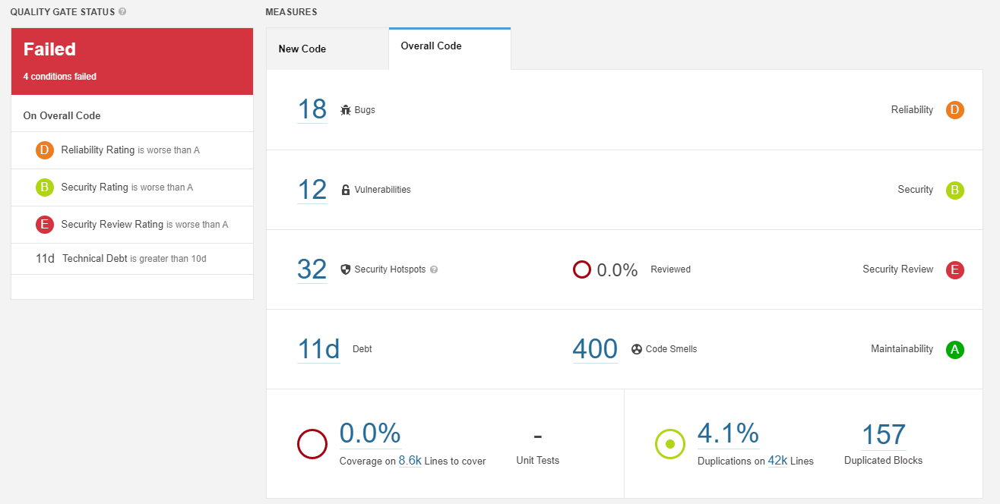 QUALITY GATE STATUS ?
Failed
4 conditions failed
On Overall Code
D Reliability Rating is worse than A
B Security Rating is worse than A
E Security Review Rating is worse than A
11d Technical Debt is greater than 10d
MEASURES
New Code
Overall Code
18 Bugs
Reliability D
12 Vulnerabilities
Security B
32 Security Hotspots ?
0.0% Reviewed
Security Review E
11d Debt
400 Code Smells
Maintainability A
0.0%
Coverage on 8.6k Lines to cover
-
Unit Tests
4.1%
Duplications on 42k Lines
157
Duplicated Blocks